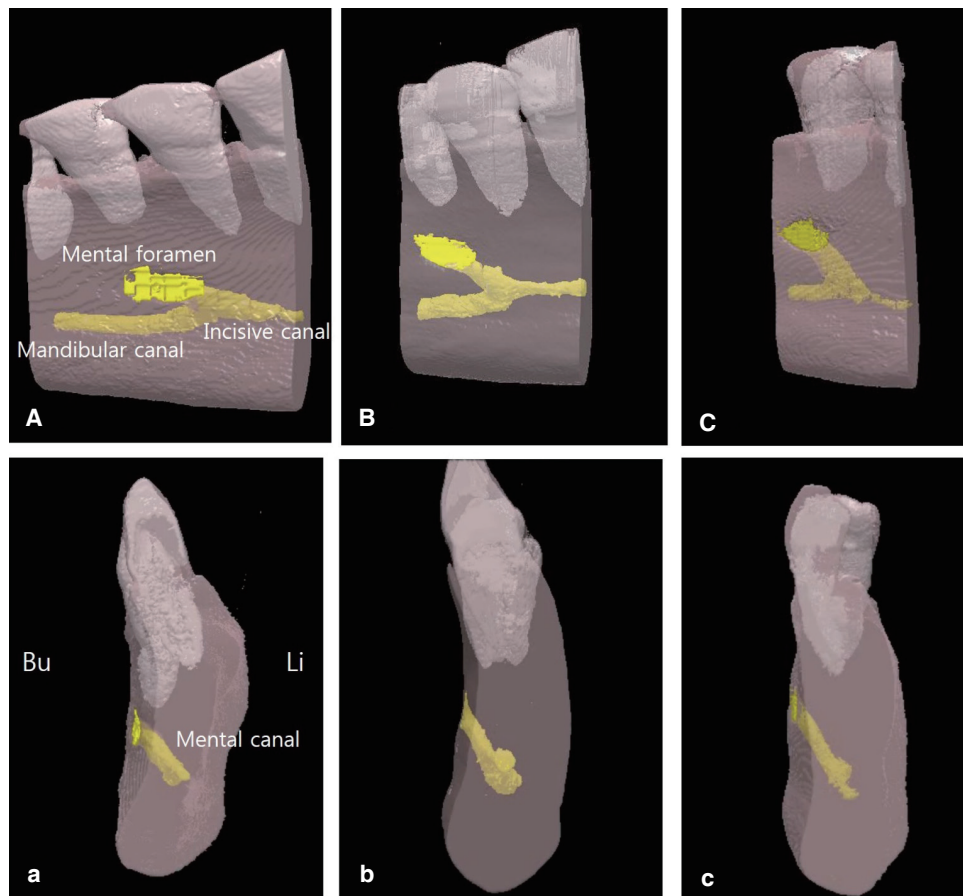 Mental foramen
Incisive canal
Mandibular canal
A
B
C
Bu
Li
Mental canal
a
b
c